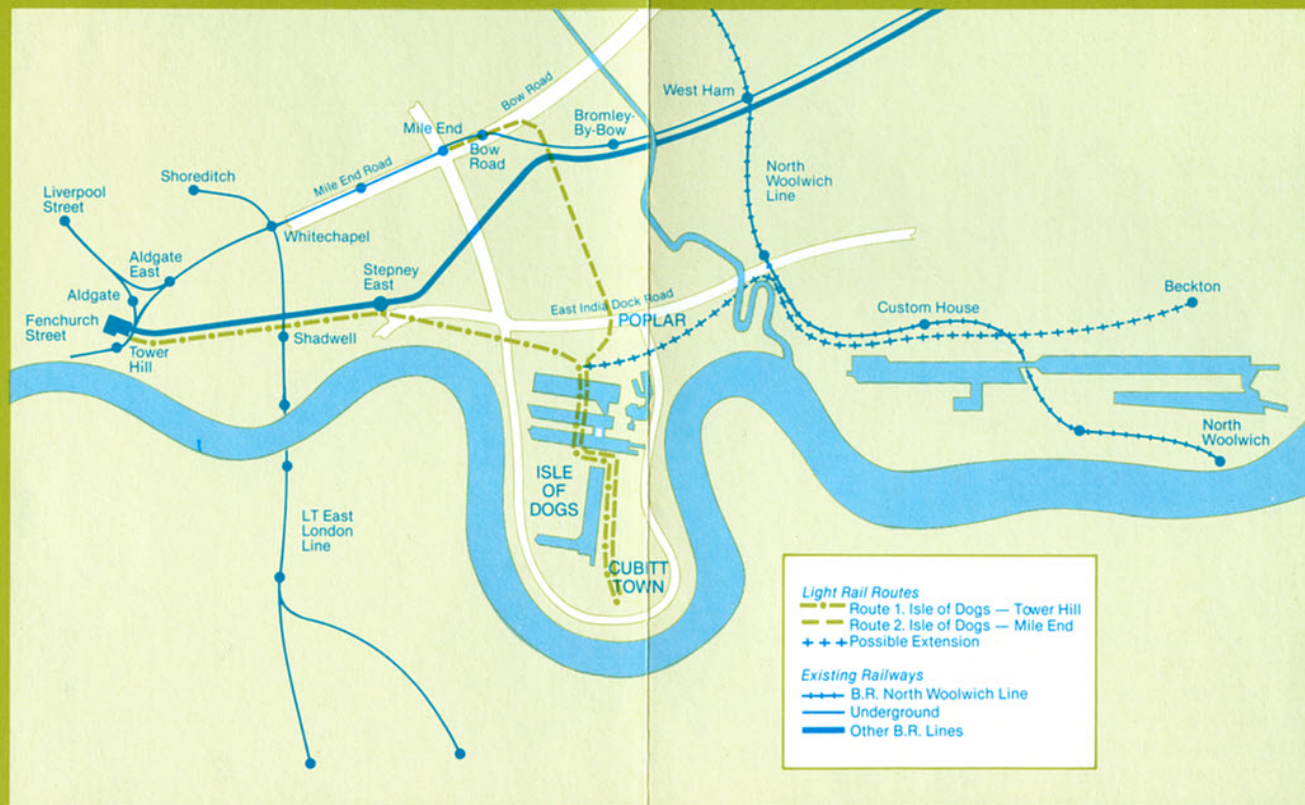 Bow Road
West Ham
Bromley-
By-Bow
Mile End
Bow
Road
Mile End Road
Shoreditch
Liverpool
Street
North
Woolwich
Line
Whitechapel
Aldgate
East
Stepney
East
Aldgate
Beckton
East India Dock Road
Custom House
Fenchurch
Street
POPLAR
Shadwell
Tower
Hill
North
Woolwich
ISLE
OF
DOGS
LT East
London
Line
CUBITT
TOWN
Light Rail Routes
Route 1. Isle of Dogs — Tower Hill
Route 2. Isle of Dogs — Mile End
Possible Extension
Existing Railways
B.R. North Woolwich Line
Underground
Other B.R. Lines